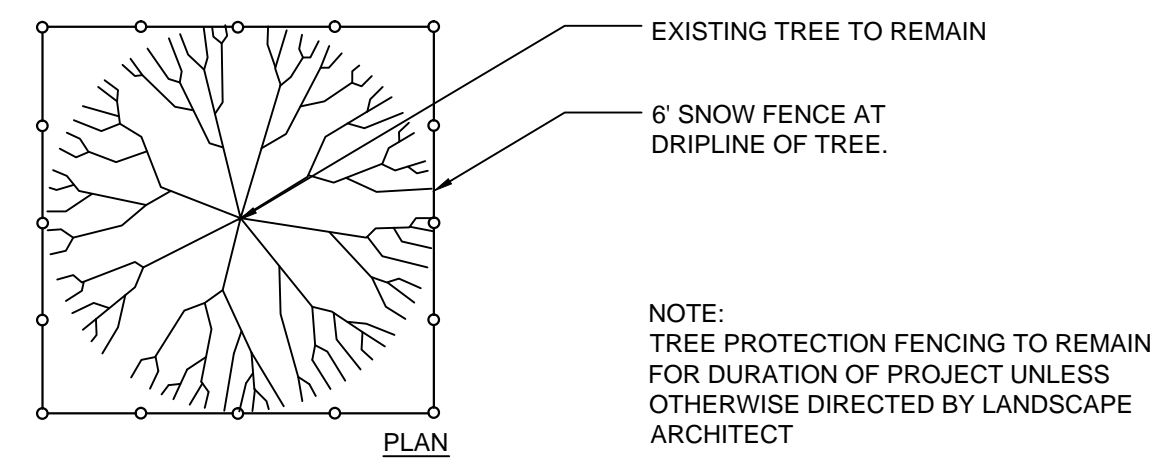 EXISTING TREE TO REMAIN
6' SNOW FENCE AT
DRIPLINE OF TREE.
NOTE:
TREE PROTECTION FENCING TO REMAIN
FOR DURATION OF PROJECT UNLESS
OTHERWISE DIRECTED BY LANDSCAPE
ARCHITECT
PLAN